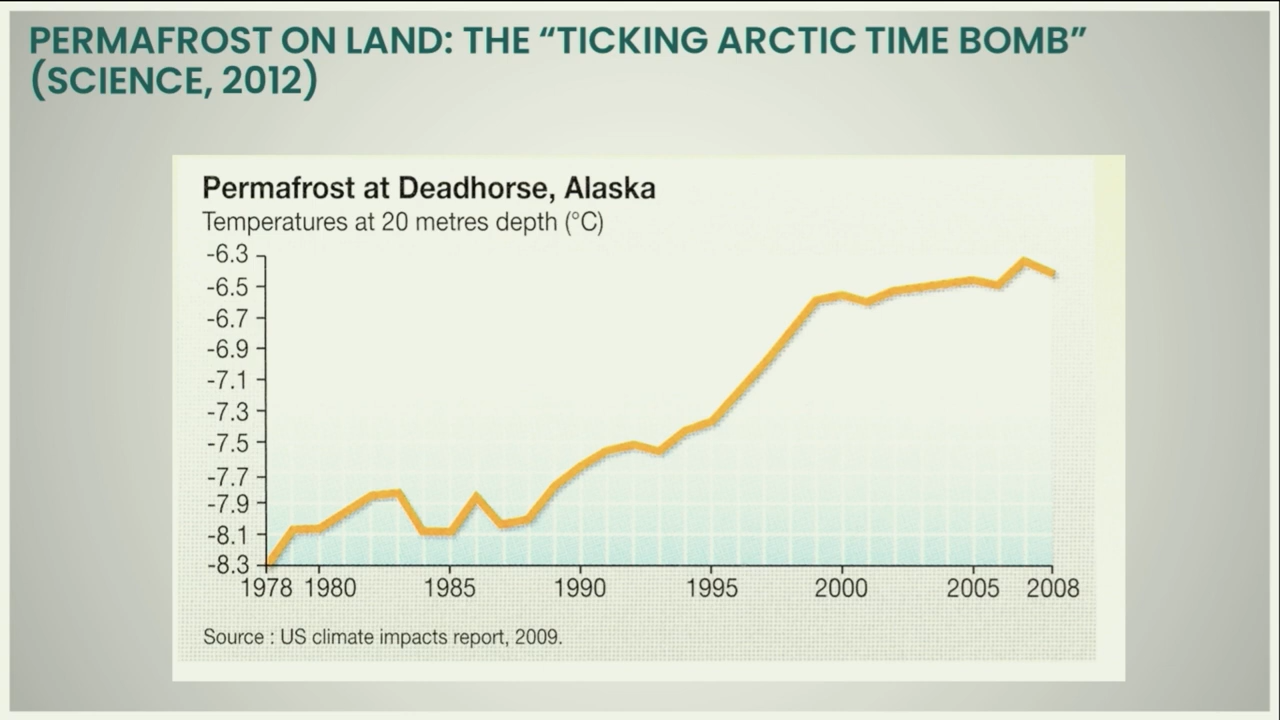 PERMAFROST ON LAND: THE “TICKING ARCTIC TIME BOMB”
(SCIENCE, 2012)
Permafrost at Deadhorse, Alaska
Temperatures at 20 metres depth (°C)
-6.3
-6.5
-6.7
-6.9
-7.1
-7.3
-7.5
-7.7
-7.9
-8.1
-8.3
1978 1980 1985 1990 1995 2000 2005 2008
Source : US climate impacts report, 2009.